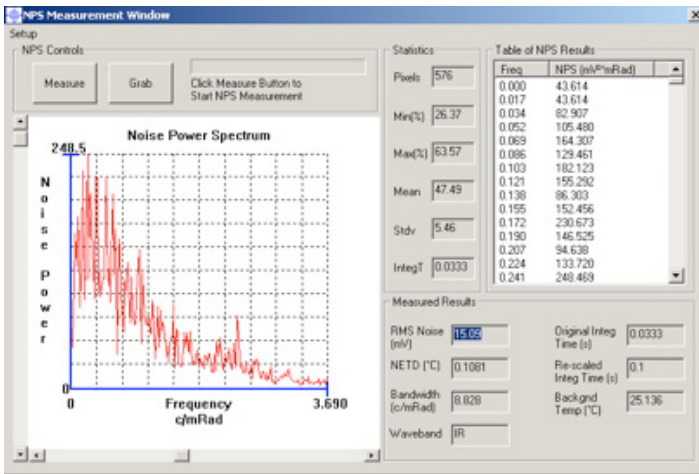 NPS Measurement Window
Setup
NPS Controls
Measure
Grab
Click Measure Button to
Start NPS Measurement
Noise Power Spectrum
248.5
Noise Power
0
0
Frequency
c/mRad
3.690
Statistics
Pixels 576
Min(%) 26.37
Max(%) 63.57
Mean 47.49
Stdv 5.46
IntegT 0.0333
Table of NPS Results
Freq NPS (mV²*mRad)
0.000 43.614
0.017 43.614
0.034 82.907
0.052 105.480
0.069 164.307
0.086 129.461
0.103 182.123
0.121 155.292
0.138 86.303
0.155 152.456
0.172 230.673
0.190 146.525
0.207 94.638
0.224 133.720
0.241 248.469
Measured Results
RMS Noise 15.09
(mV)
NETD (°C) 0.1081
Bandwidth 8.828
(c/mRad)
Waveband IR
Original Integ 0.0333
Time (s)
Re-scaled 0.1
Integ Time (s)
Backgnd 25.136
Temp (°C)